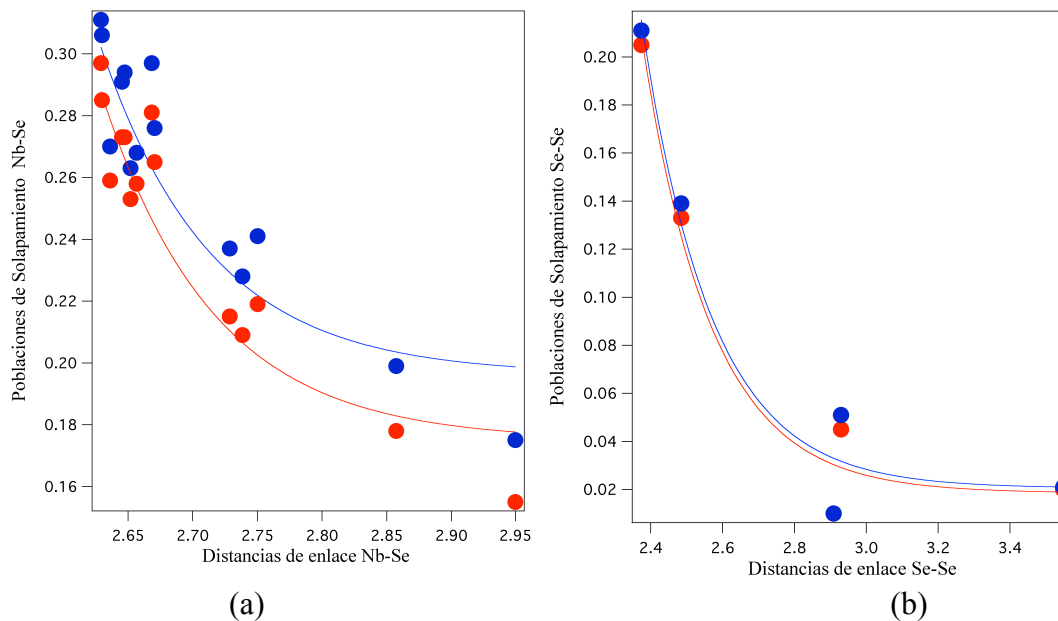 0.30
0.28
0.26
0.24
0.22
0.20
0.18
0.16
Poblaciones de Solapamiento Nb-Se
2.65 2.70 2.75 2.80 2.85 2.90 2.95
Distancias de enlace Nb-Se
(a)
0.20
0.18
0.16
0.14
0.12
0.10
0.08
0.06
0.04
0.02
Poblaciones de Solapamiento Se-Se
2.4 2.6 2.8 3.0 3.2 3.4
Distancias de enlace Se-Se
(b)